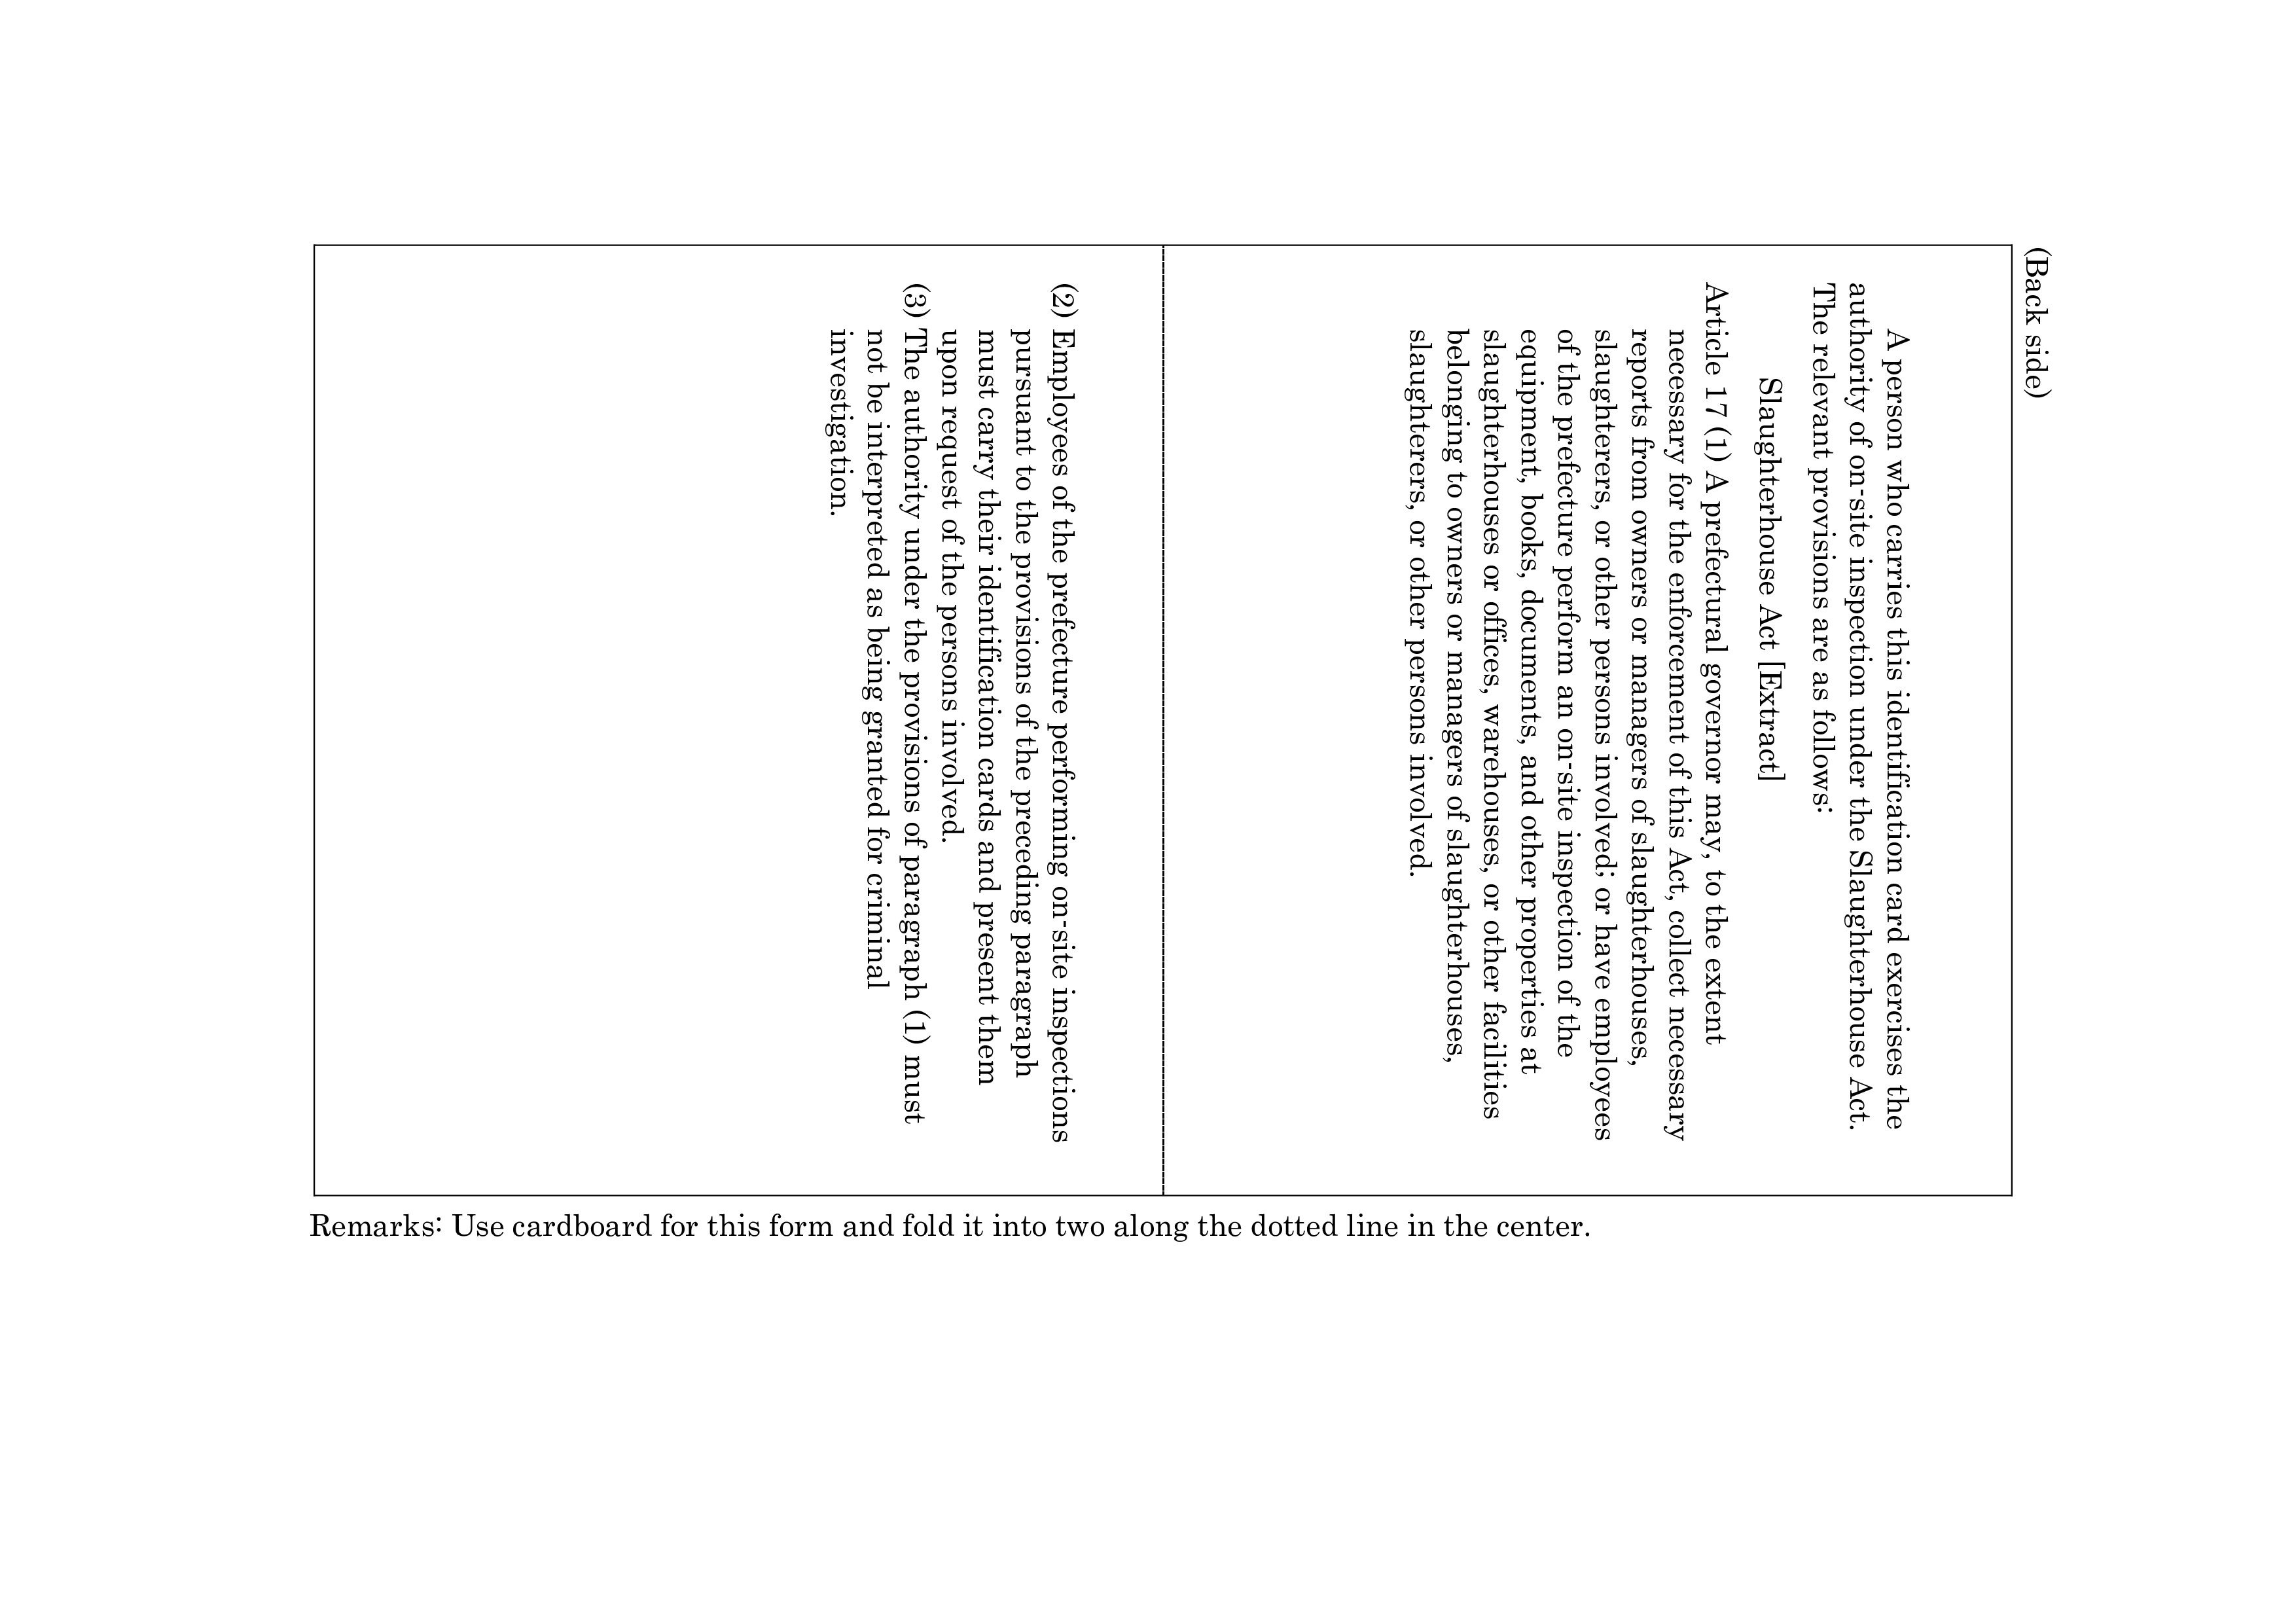 (Back side)
A person who carries this identification card exercises the
authority of on-site inspection under the Slaughterhouse Act.
The relevant provisions are as follows:
Slaughterhouse Act [Extract]
Article 17 (1) A prefectural governor may, to the extent
necessary for the enforcement of this Act, collect necessary
reports from owners or managers of slaughterhouses,
slaughterers, or other persons involved; or have employees
of the prefecture perform an on-site inspection of the
equipment, books, documents, and other properties at
slaughterhouses or offices, warehouses, or other facilities
belonging to owners or managers of slaughterhouses,
slaughterers, or other persons involved.
(2) Employees of the prefecture performing on-site inspections
pursuant to the provisions of the preceding paragraph
must carry their identification cards and present them
upon request of the persons involved.
(3) The authority under the provisions of paragraph (1) must
not be interpreted as being granted for criminal
investigation.
Remarks: Use cardboard for this form and fold it into two along the dotted line in the center.